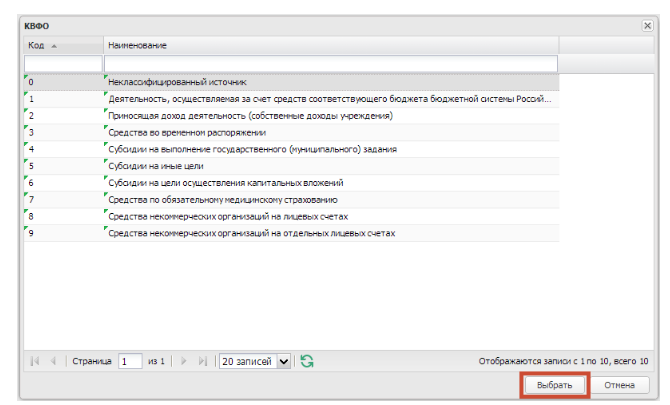 КВФО
Код Наименование
0 Неклассифицированный источник
1 Деятельность, осуществляемая за счет средств соответствующего бюджета бюджетной системы Россий...
2 Приносящая доход деятельность (собственные доходы учреждения)
3 Средства во временном распоряжении
4 Субсидии на выполнение государственного (муниципального) задания
5 Субсидии на иные цели
6 Субсидии на цели осуществления капитальных вложений
7 Средства по обязательному медицинскому страхованию
8 Средства некоммерческих организаций на лицевых счетах
9 Средства некоммерческих организаций на отдельных лицевых счетах
Страница 1 из 1 20 записей Отображаются записи с 1 по 10, всего 10
Выбрать Отмена